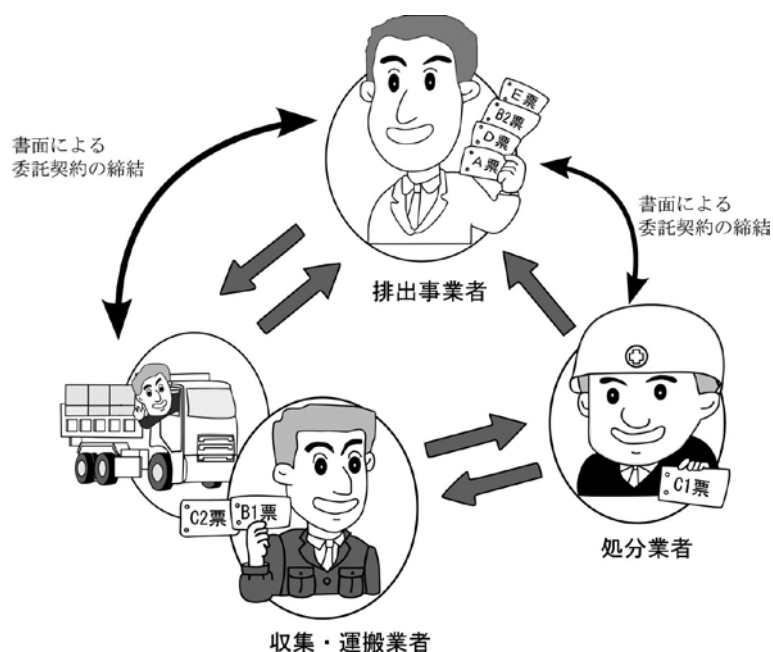 E票
B2票
D票
A票
書面による
委託契約の締結
書面による
委託契約の締結
排出事業者
C2票
B1票
C1票
処分業者
収集・運搬業者